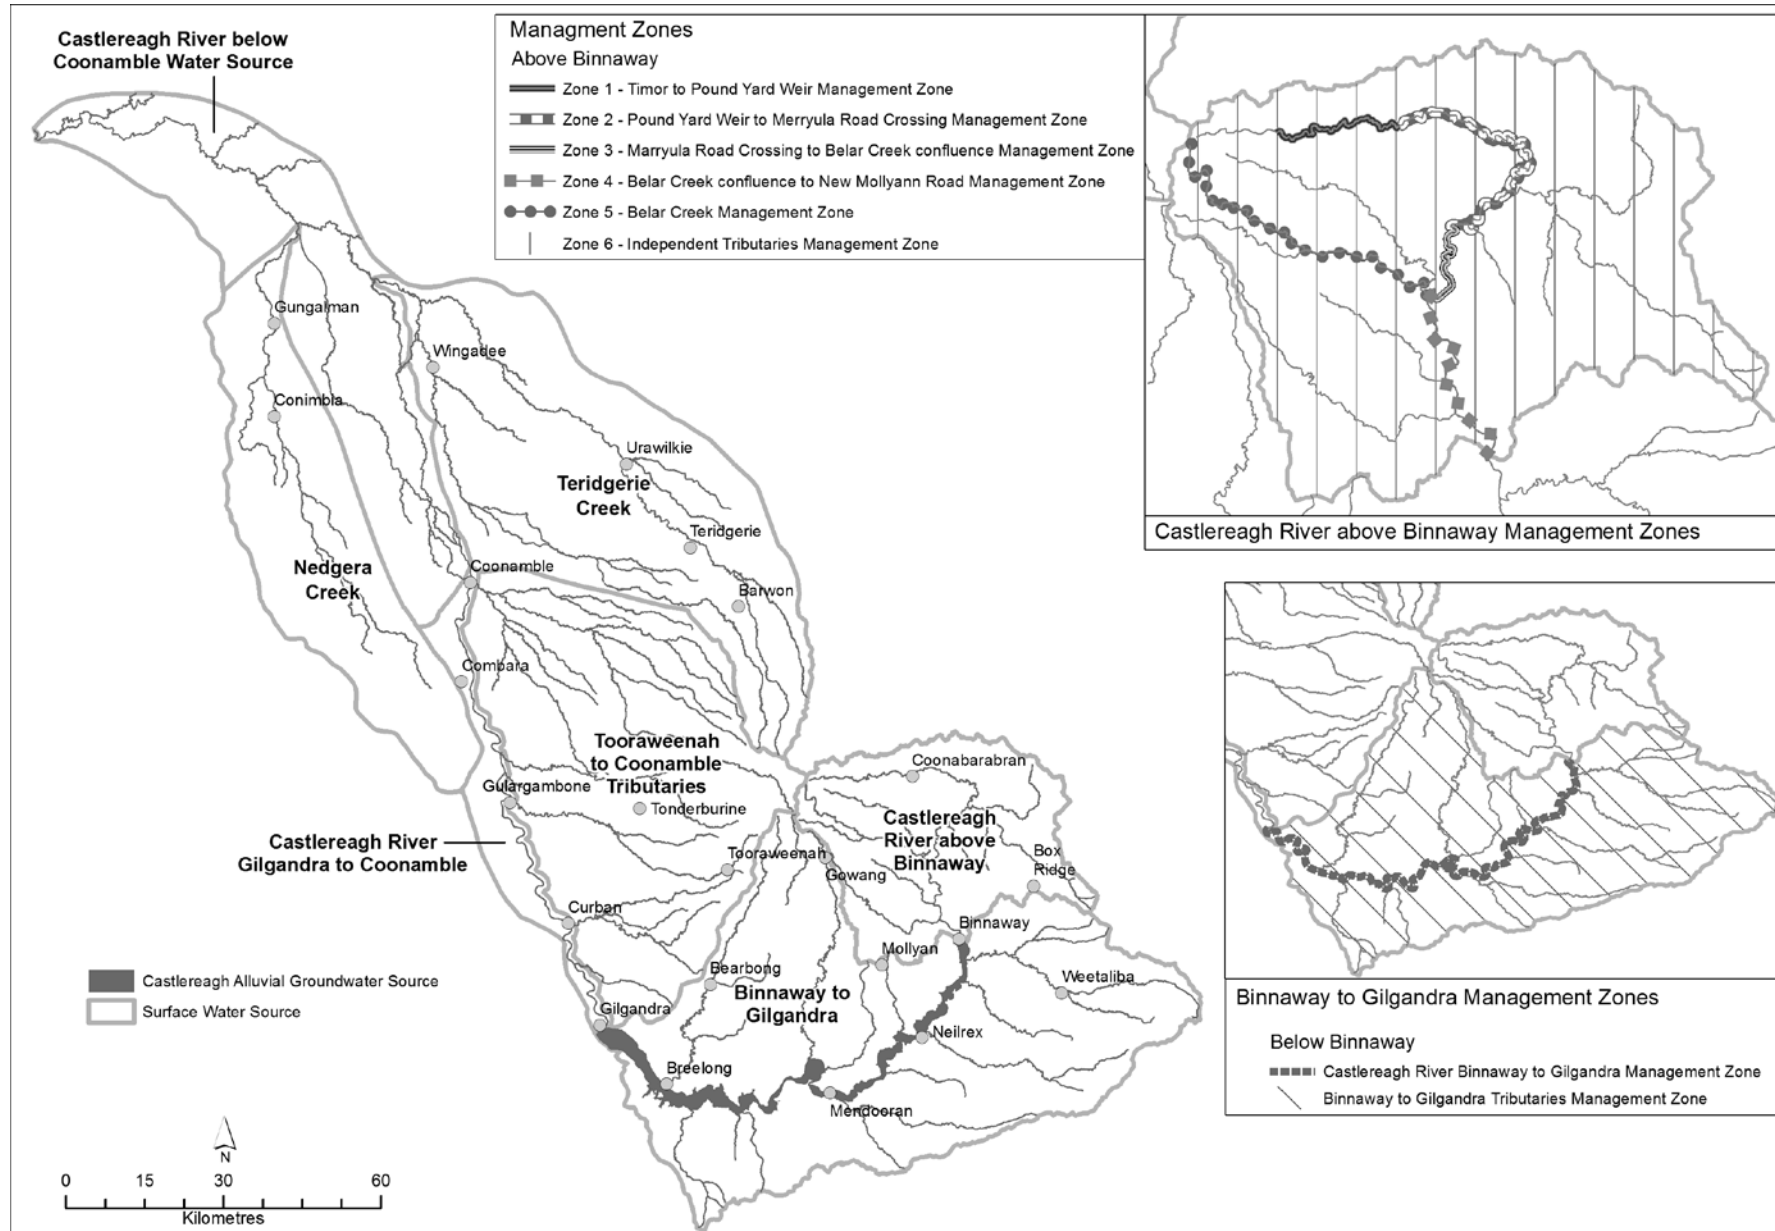 Castlereagh River below
Coonamble Water Source
Managment Zones
Above Binnaway
Zone 1 - Timor to Pound Yard Weir Management Zone
Zone 2 - Pound Yard Weir to Merryula Road Crossing Management Zone
Zone 3 - Marryula Road Crossing to Belar Creek confluence Management Zone
Zone 4 - Belar Creek confluence to New Mollyann Road Management Zone
Zone 5 - Belar Creek Management Zone
Zone 6 - Independent Tributaries Management Zone
Castlereagh River above Binnaway Management Zones
Gungalman
Wingadee
Conimbla
Urawilkie
Teridgerie
Creek
Teridgerie
Nedgera
Creek
Coonamble
Barwon
Combara
Tooraweenah
to Coonamble
Tributaries
Coonabarabran
Gulargambone
Tonderburine
Castlereagh River
Gilgandra to Coonamble
Castlereagh
River above
Binnaway
Tooraweenah
Gowang
Box
Ridge
Curban
Binnaway
Mollyan
Bearbong
Weetaliba
Binnaway to
Gilgandra
Gilgandra
Neilrex
Breelong
Mendooran
Castlereagh Alluvial Groundwater Source
Surface Water Source
Binnaway to Gilgandra Management Zones
Below Binnaway
Castlereagh River Binnaway to Gilgandra Management Zone
Binnaway to Gilgandra Tributaries Management Zone
N
0 15 30 60
Kilometres